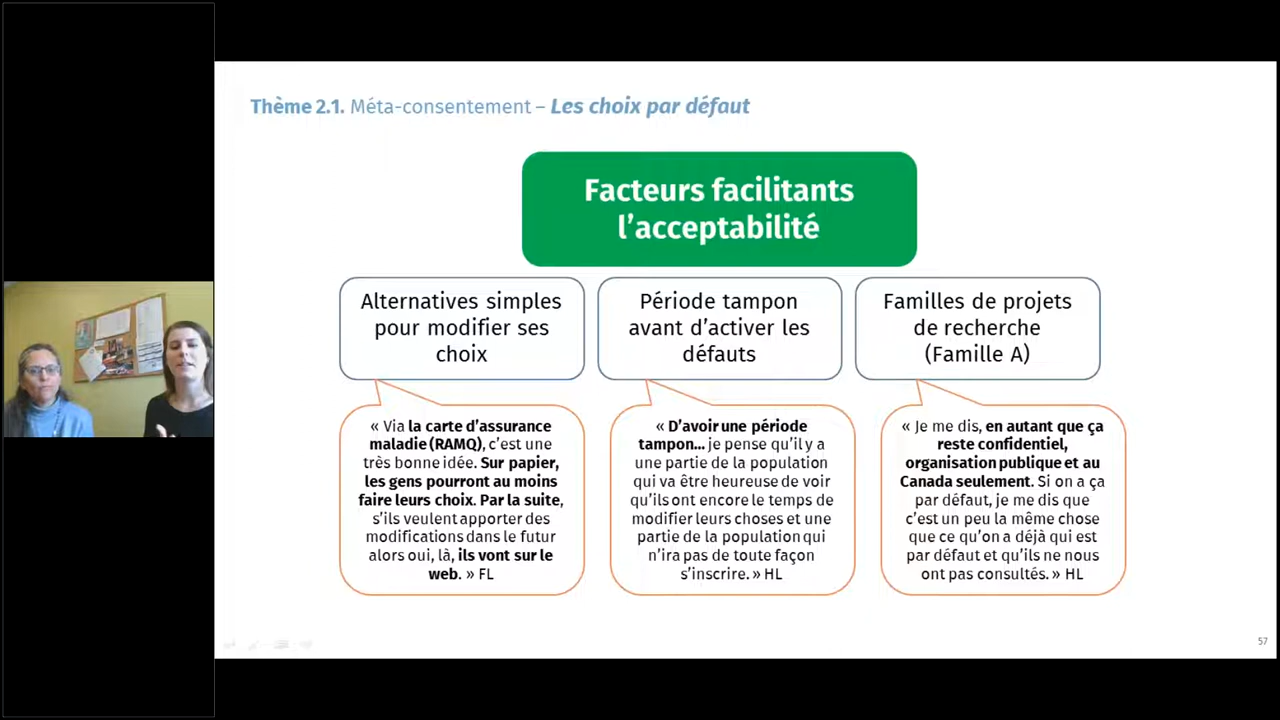 Thème 2.1. Méta-consentement – Les choix par défaut
Facteurs facilitants
l'acceptabilité
Alternatives simples
pour modifier ses
choix
Période tampon
avant d'activer les
défauts
Familles de projets
de recherche
(Famille A)
« Via la carte d'assurance
maladie (RAMQ), c'est une
très bonne idée. Sur papier,
les gens pourront au moins
faire leurs choix. Par la suite,
s'ils veulent apporter des
modifications dans le futur
alors oui, là, ils vont sur le
web. » FL
« D'avoir une période
tampon... je pense qu'il y a
une partie de la population
qui va être heureuse de voir
qu'ils ont encore le temps de
modifier leurs choses et une
partie de la population qui
n'ira pas de toute façon
s'inscrire. » HL
« Je me dis, en autant que ça
reste confidentiel,
organisation publique et au
Canada seulement. Si on a ça
par défaut, je me dis que
c'est un peu la même chose
que ce qu'on a déjà qui est
par défaut et qu'ils ne nous
ont pas consultés. » HL
57